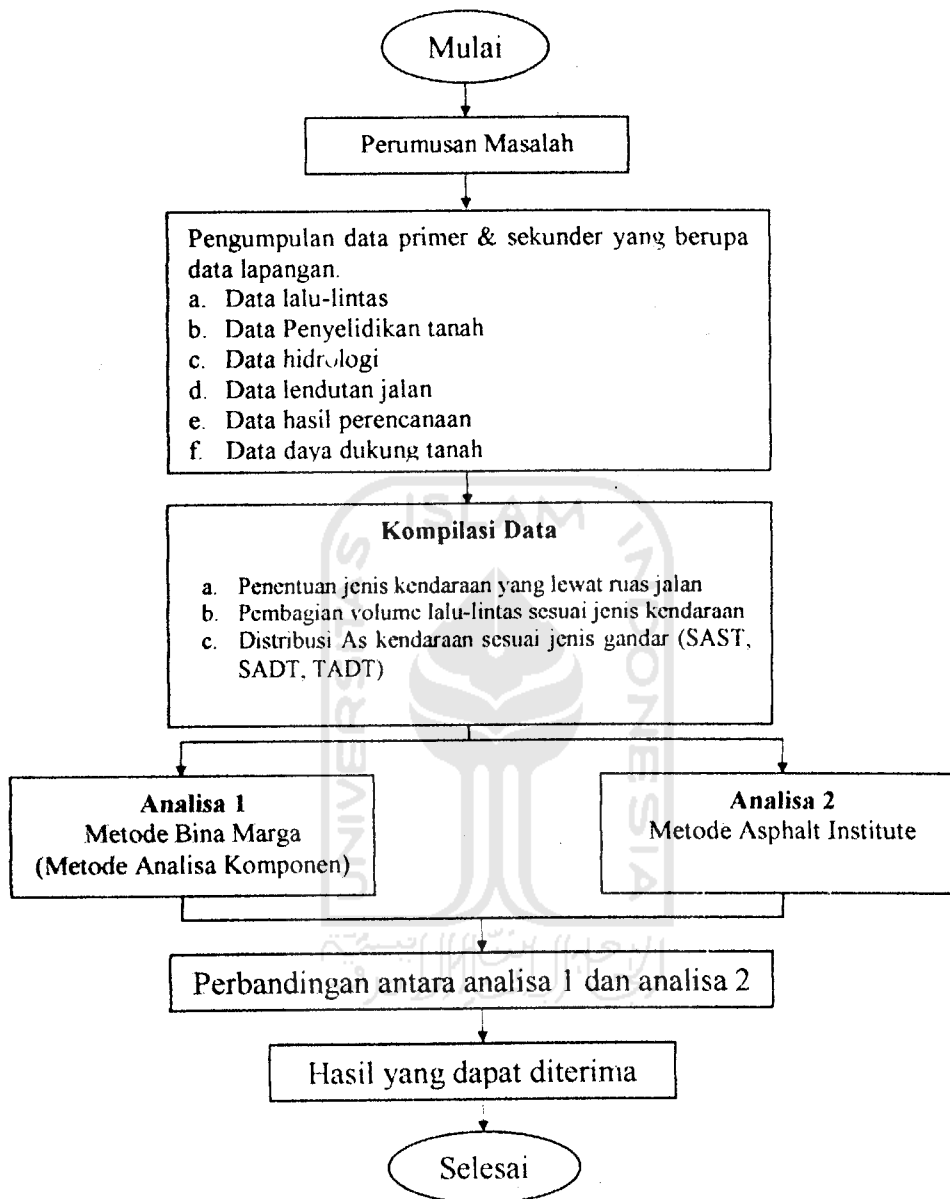 Mulai
Perumusan Masalah
Pengumpulan data primer & sekunder yang berupa
data lapangan.
a. Data lalu-lintas
b. Data Penyelidikan tanah
c. Data hidrologi
d. Data lendutan jalan
e. Data hasil perencanaan
f. Data daya dukung tanah
Kompilasi Data
a. Penentuan jenis kendaraan yang lewat ruas jalan
b. Pembagian volume lalu-lintas sesuai jenis kendaraan
c. Distribusi As kendaraan sesuai jenis gandar (SAST,
SADT, TADT)
Analisa 1
Metode Bina Marga
(Metode Analisa Komponen)
Analisa 2
Metode Asphalt Institute
Perbandingan antara analisa 1 dan analisa 2
Hasil yang dapat diterima
Selesai
UNIVERSITAS
ISLAM
INDONESIA